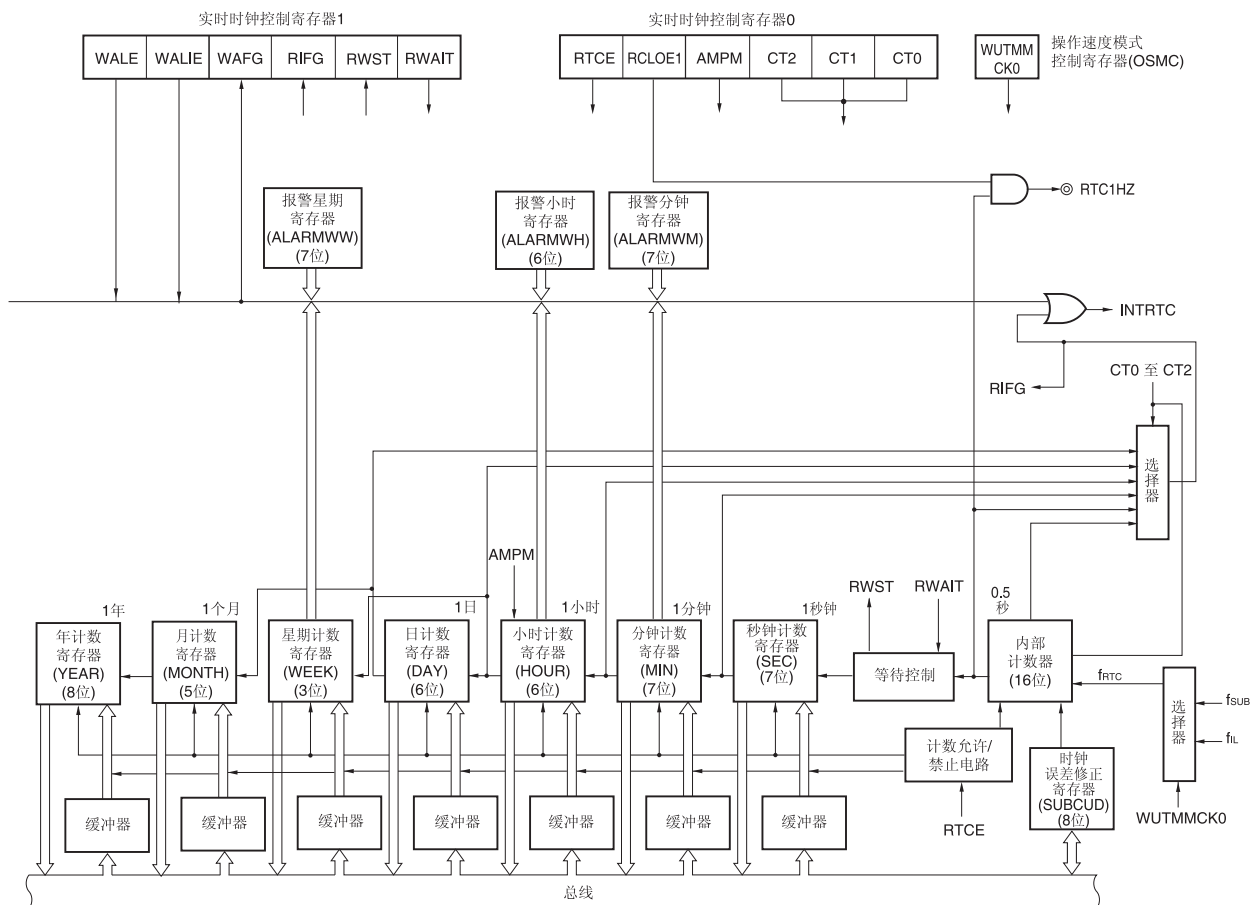 实时时钟控制寄存器1
实时时钟控制寄存器0
WALE WALIE WAFG RIFG RWST RWAIT
RTCE RCLOE1 AMPM CT2 CT1 CT0
WUTMM
CK0
操作速度模式
控制寄存器(OSMC)
RTC1HZ
报警星期
寄存器
(ALARMWW)
(7位)
报警小时
寄存器
(ALARMWH)
(6位)
报警分钟
寄存器
(ALARMWM)
(7位)
INTRTC
CT0 至 CT2
RIFG
选择器
AMPM
RWST
RWAIT
0.5
秒
1年
1个月
1日
1小时
1分钟
1秒钟
年计数
寄存器
(YEAR)
(8位)
月计数
寄存器
(MONTH)
(5位)
星期计数
寄存器
(WEEK)
(3位)
日计数
寄存器
(DAY)
(6位)
小时计数
寄存器
(HOUR)
(6位)
分钟计数
寄存器
(MIN)
(7位)
秒钟计数
寄存器
(SEC)
(7位)
等待控制
内部
计数器
(16位)
fRTC
选择器
fSUB
fIL
计数允许/
禁止电路
时钟
误差修正
寄存器
(SUBCUD)
(8位)
WUTMMCK0
RTCE
缓冲器 缓冲器 缓冲器 缓冲器 缓冲器 缓冲器 缓冲器
总线